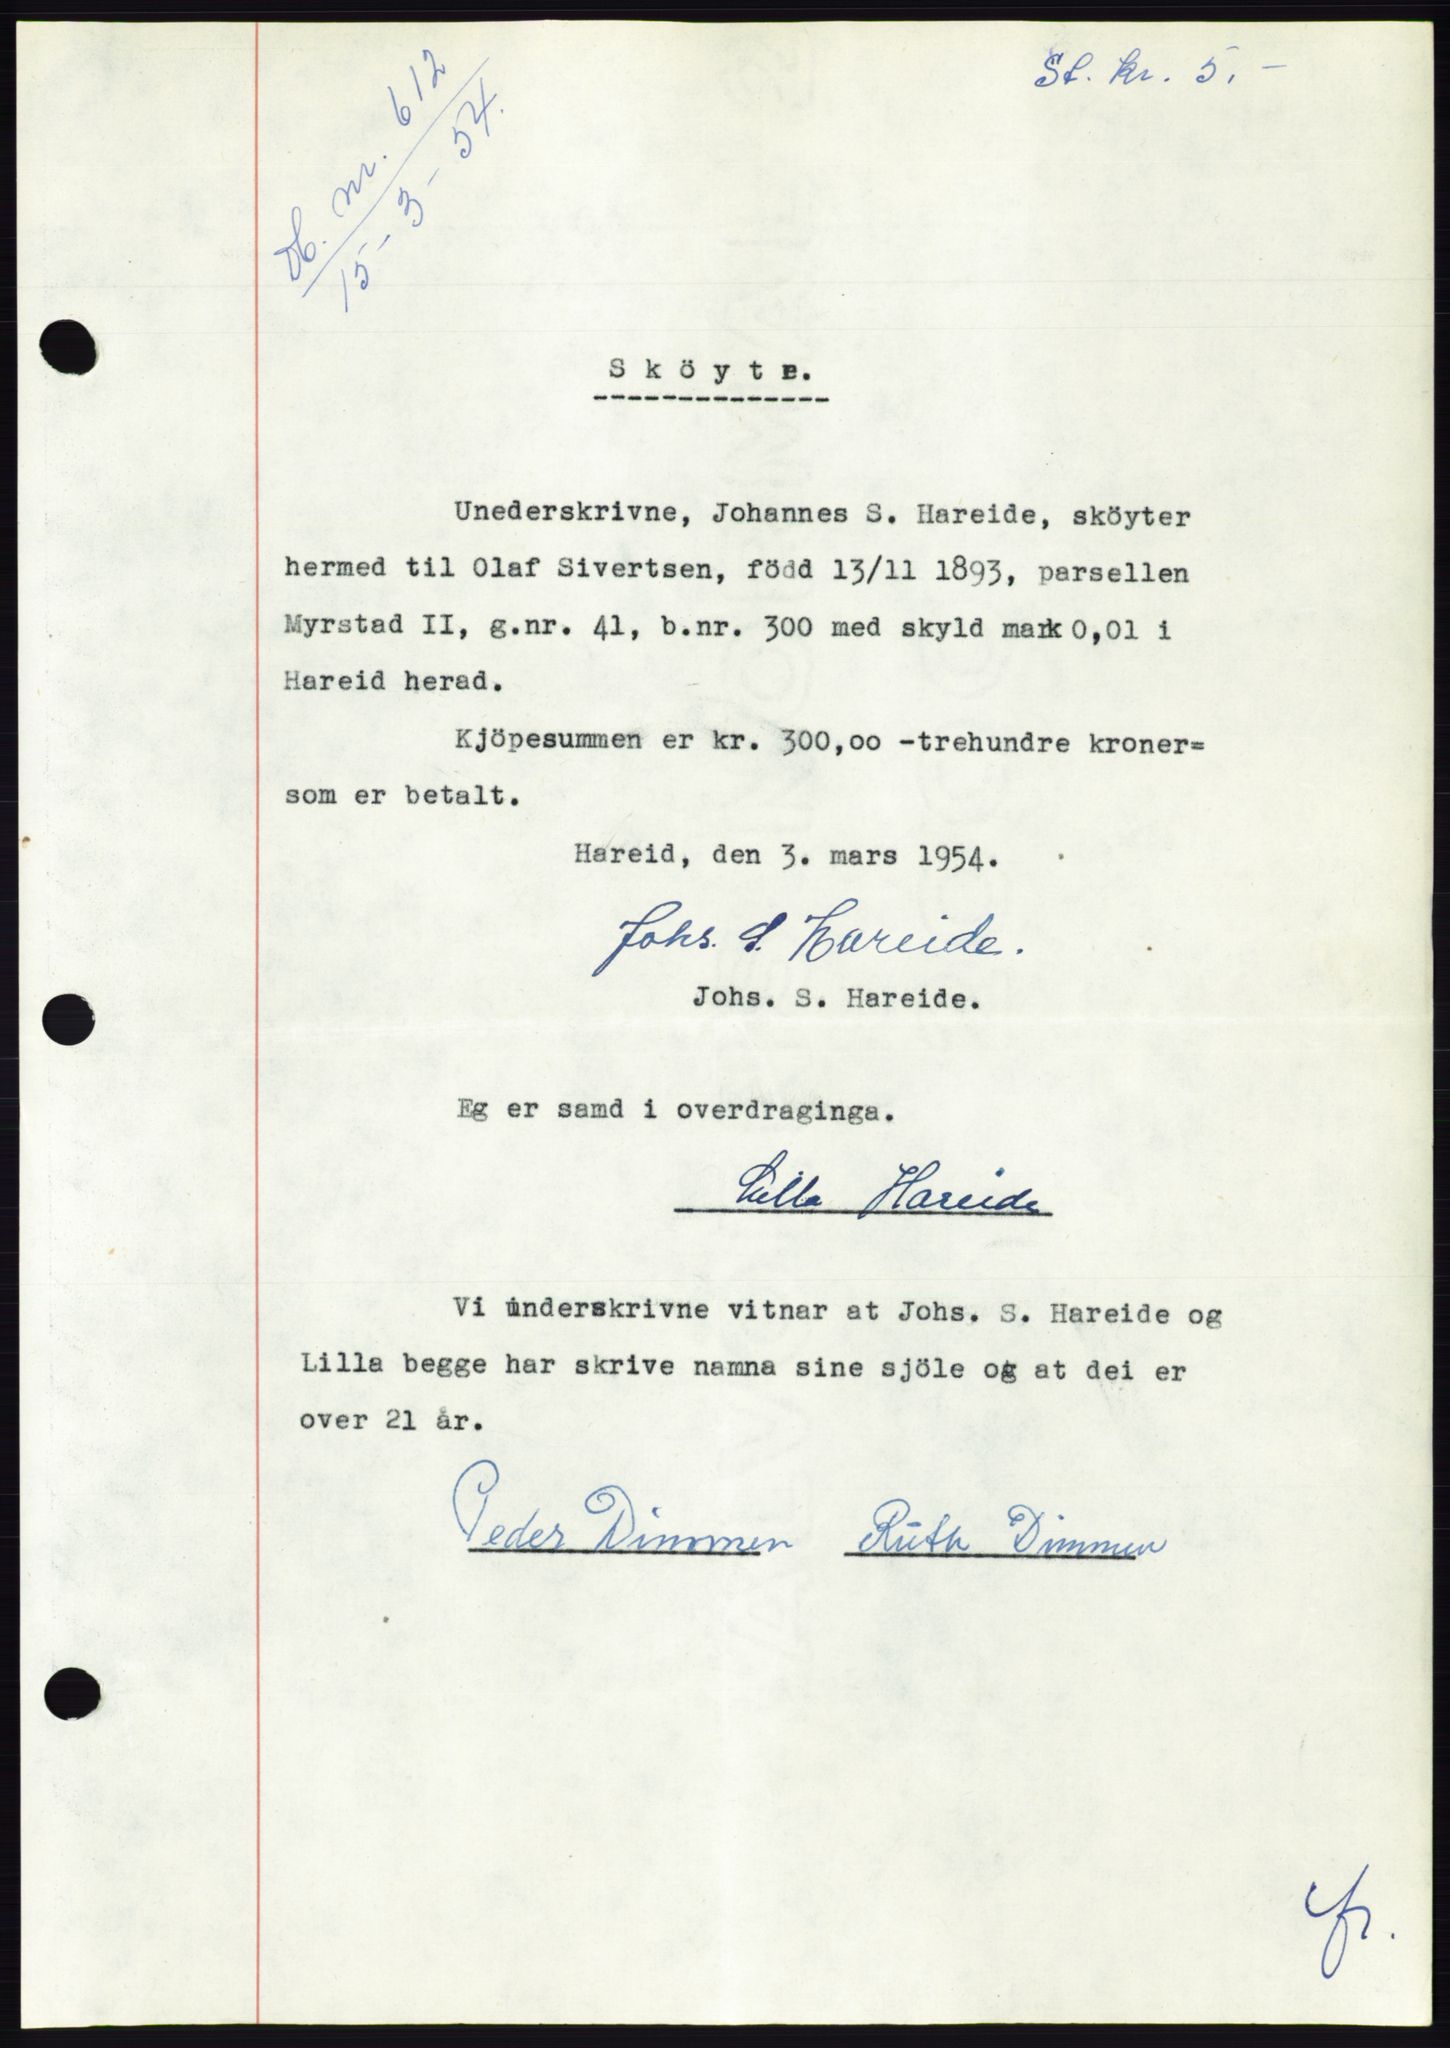 St. kr. 5.-
Db. nr. 612
15-3-54.
Sköyte.
Unederskrivne, Johannes S. Hareide, sköyter
hermed til Olaf Sivertsen, född 13/11 1893, parsellen
Myrstad II, g.nr. 41, b.nr. 300 med skyld mark 0,01 i
Hareid herad.
Kjöpesummen er kr. 300,oo -trehundre kroner=
som er betalt.
Hareid, den 3. mars 1954.
Johs. S. Hareide.
Johs. S. Hareide.
Eg er samd i overdraginga.
Lilla Hareide
Vi underskrivne vitnar at Johs. S. Hareide og
Lilla begge har skrive namna sine sjöle og at dei er
over 21 år.
Peder Dimmen Ruth Dimmen